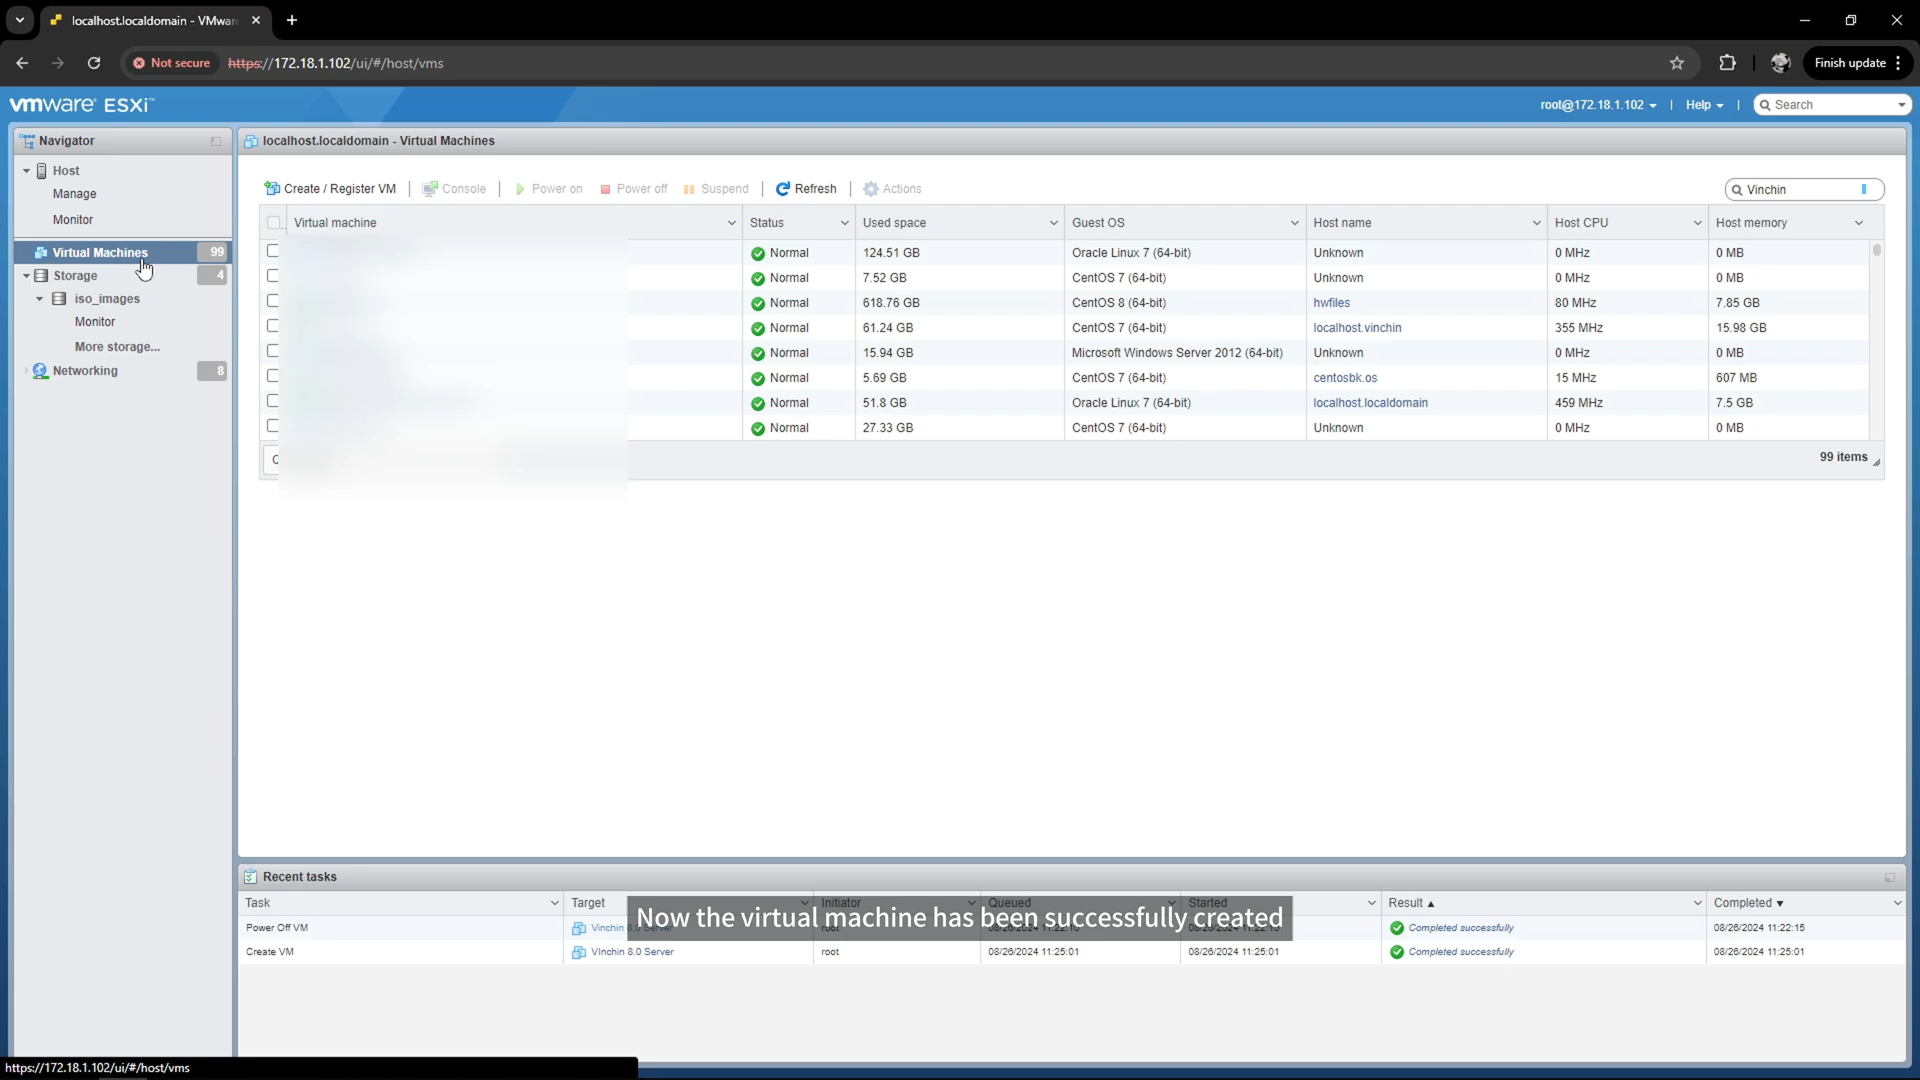 localhost.localdomain - VMwar
Not secure https://172.18.1.102/ui/#/host/vms Finish update
vmware ESXi™ root@172.18.1.102 Help Search
Navigator
Host
Manage
Monitor
Virtual Machines 99
Storage 4
iso_images
Monitor
More storage...
Networking 8
localhost.localdomain - Virtual Machines
Create / Register VM Console Power on Power off Suspend Refresh Actions Vinchin
Virtual machine Status Used space Guest OS Host name Host CPU Host memory
Normal 124.51 GB Oracle Linux 7 (64-bit) Unknown 0 MHz 0 MB
Normal 7.52 GB CentOS 7 (64-bit) Unknown 0 MHz 0 MB
Normal 618.76 GB CentOS 8 (64-bit) hwfiles 80 MHz 7.85 GB
Normal 61.24 GB CentOS 7 (64-bit) localhost.vinchin 355 MHz 15.98 GB
Normal 15.94 GB Microsoft Windows Server 2012 (64-bit) Unknown 0 MHz 0 MB
Normal 5.69 GB CentOS 7 (64-bit) centosbk.os 15 MHz 607 MB
Normal 51.8 GB Oracle Linux 7 (64-bit) localhost.localdomain 459 MHz 7.5 GB
Normal 27.33 GB CentOS 7 (64-bit) Unknown 0 MHz 0 MB
99 items
Recent tasks
Task Target Initiator Queued Started Result Completed
Now the virtual machine has been successfully created
Power Off VM Vinchin 8.0 Server root Completed successfully 08/26/2024 11:22:15
Create VM VInchin 8.0 Server root 08/26/2024 11:25:01 08/26/2024 11:25:01 Completed successfully 08/26/2024 11:25:01
https://172.18.1.102/ui/#/host/vms